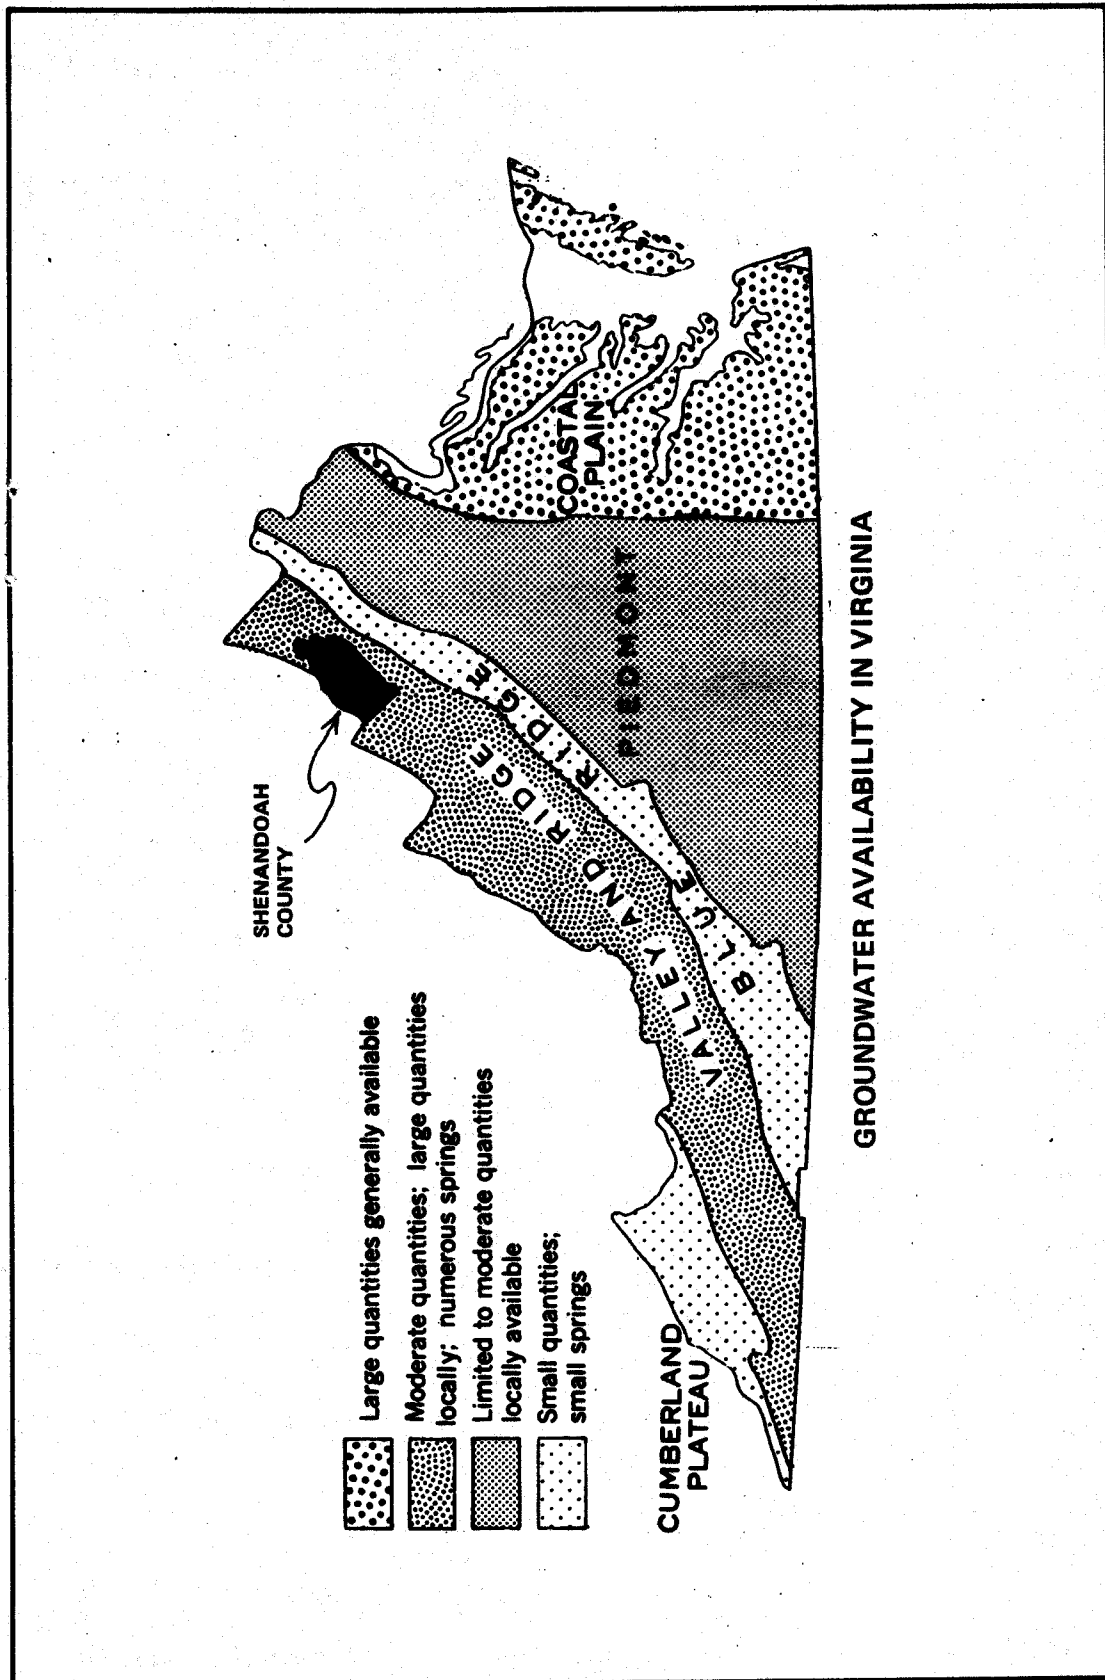 Large quantities generally available
Moderate quantities; large quantities
locally; numerous springs
Limited to moderate quantities
locally available
Small quantities;
small springs
SHENANDOAH
COUNTY
CUMBERLAND
PLATEAU
VALLEY AND RIDGE
BLUE RIDGE
PIEDMONT
COASTAL
PLAIN
GROUNDWATER AVAILABILITY IN VIRGINIA